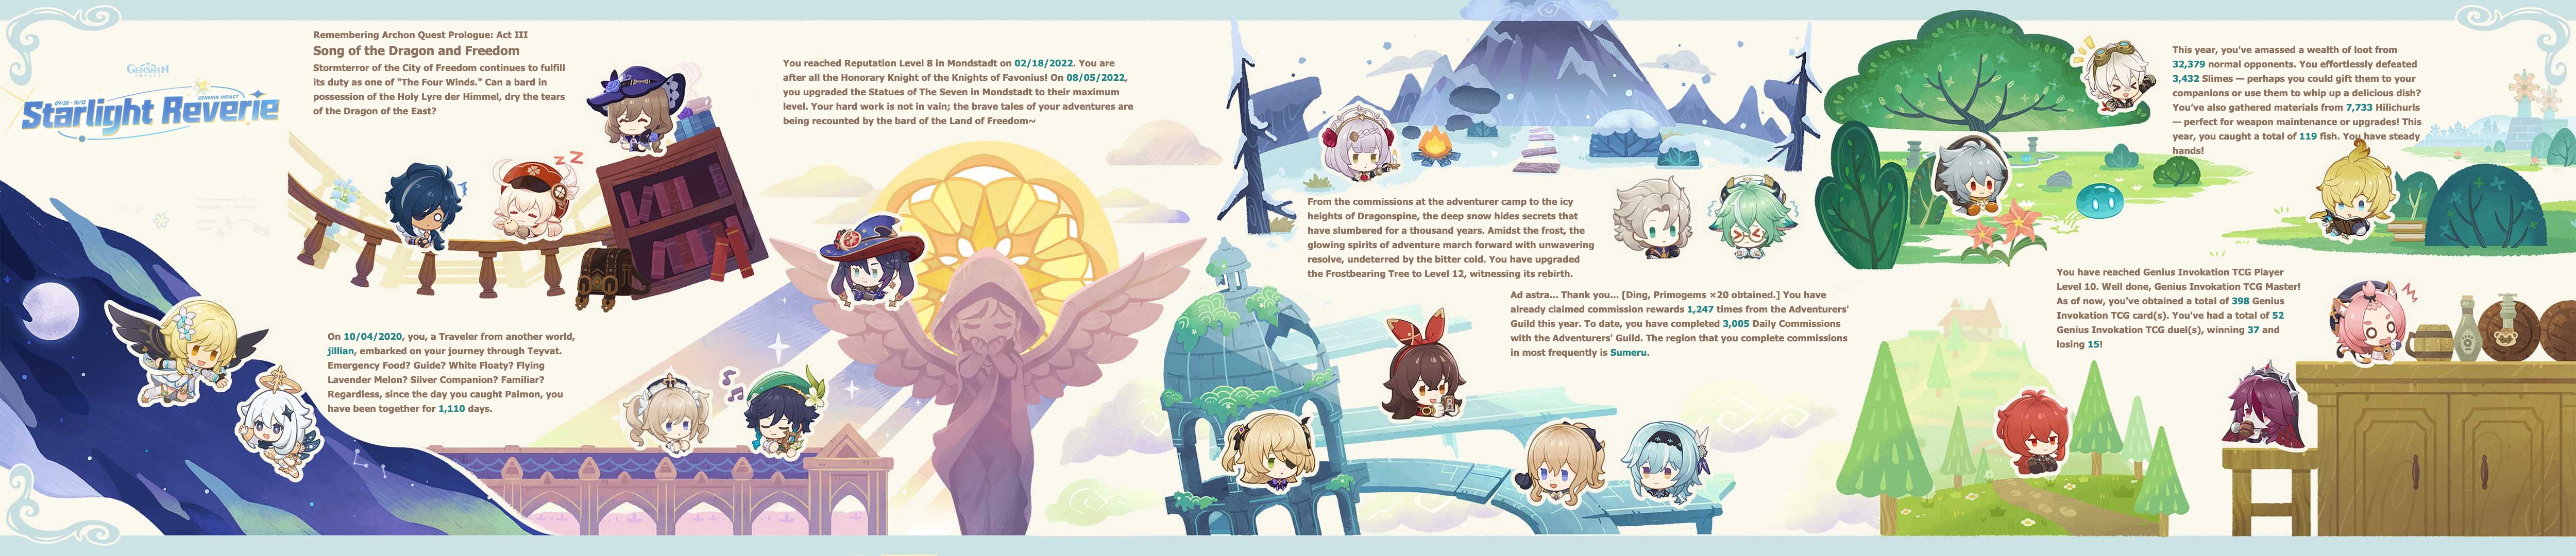 GENSHIN
IMPACT
09/28 - 10/12
GENSHIN IMPACT
Starlight Reverie
Remembering Archon Quest Prologue: Act III
Song of the Dragon and Freedom
Stormterror of the City of Freedom continues to fulfill
its duty as one of "The Four Winds." Can a bard in
possession of the Holy Lyre der Himmel, dry the tears
of the Dragon of the East?
On 10/04/2020, you, a Traveler from another world,
jillian, embarked on your journey through Teyvat.
Emergency Food? Guide? White Floaty? Flying
Lavender Melon? Silver Companion? Familiar?
Regardless, since the day you caught Paimon, you
have been together for 1,110 days.
zz
You reached Reputation Level 8 in Mondstadt on 02/18/2022. You are
after all the Honorary Knight of the Knights of Favonius! On 08/05/2022,
you upgraded the Statues of The Seven in Mondstadt to their maximum
level. Your hard work is not in vain; the brave tales of your adventures are
being recounted by the bard of the Land of Freedom~
From the commissions at the adventurer camp to the icy
heights of Dragonspine, the deep snow hides secrets that
have slumbered for a thousand years. Amidst the frost, the
glowing spirits of adventure march forward with unwavering
resolve, undeterred by the bitter cold. You have upgraded
the Frostbearing Tree to Level 12, witnessing its rebirth.
Ad astra... Thank you... [Ding, Primogems ×20 obtained.] You have
already claimed commission rewards 1,247 times from the Adventurers'
Guild this year. To date, you have completed 3,005 Daily Commissions
with the Adventurers' Guild. The region that you complete commissions
in most frequently is Sumeru.
This year, you've amassed a wealth of loot from
32,379 normal opponents. You effortlessly defeated
3,432 Slimes — perhaps you could gift them to your
companions or use them to whip up a delicious dish?
You've also gathered materials from 7,733 Hilichurls
— perfect for weapon maintenance or upgrades! This
year, you caught a total of 119 fish. You have steady
hands!
You have reached Genius Invokation TCG Player
Level 10. Well done, Genius Invokation TCG Master!
As of now, you've obtained a total of 398 Genius
Invokation TCG card(s). You've had a total of 52
Genius Invokation TCG duel(s), winning 37 and
losing 15!